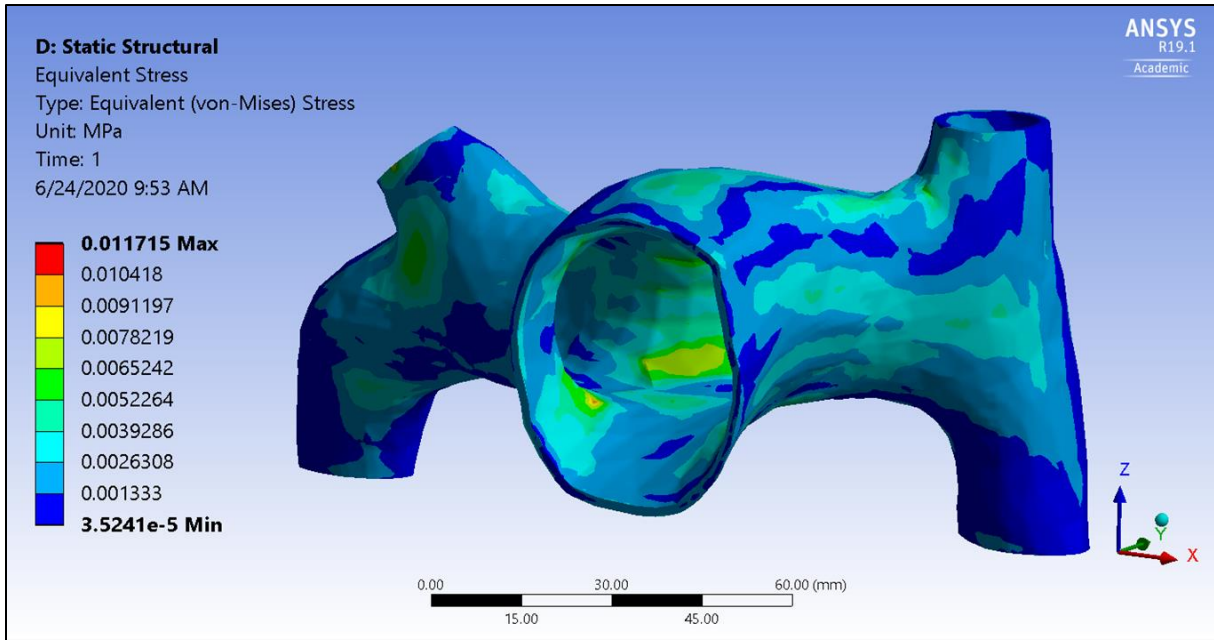 D: Static Structural
Equivalent Stress
Type: Equivalent (von-Mises) Stress
Unit: MPa
Time: 1
6/24/2020 9:53 AM
ANSYS
R19.1
Academic
0.011715 Max
0.010418
0.0091197
0.0078219
0.0065242
0.0052264
0.0039286
0.0026308
0.001333
3.5241e-5 Min
Z
Y
X
0.00 30.00 60.00 (mm)
15.00 45.00